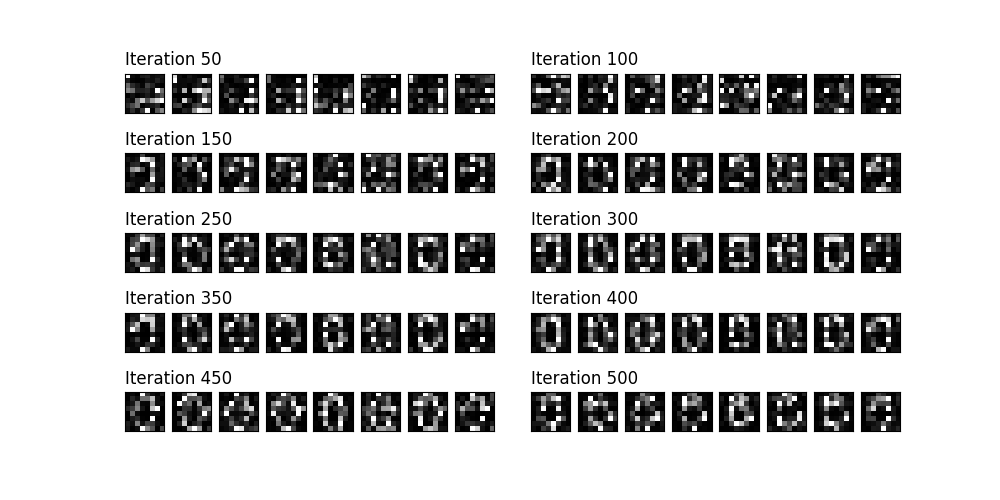 Iteration 50
Iteration 100
Iteration 150
Iteration 200
Iteration 250
Iteration 300
Iteration 350
Iteration 400
Iteration 450
Iteration 500